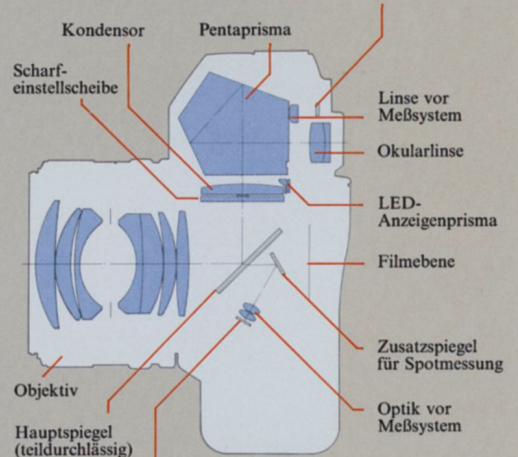 Kondensor
Pentaprisma
Scharf-
einstellscheibe
Linse vor
Meßsystem
Okularlinse
LED-
Anzeigenprisma
Filmebene
Zusatzspiegel
für Spotmessung
Objektiv
Optik vor
Meßsystem
Hauptspiegel
(teildurchlässig)